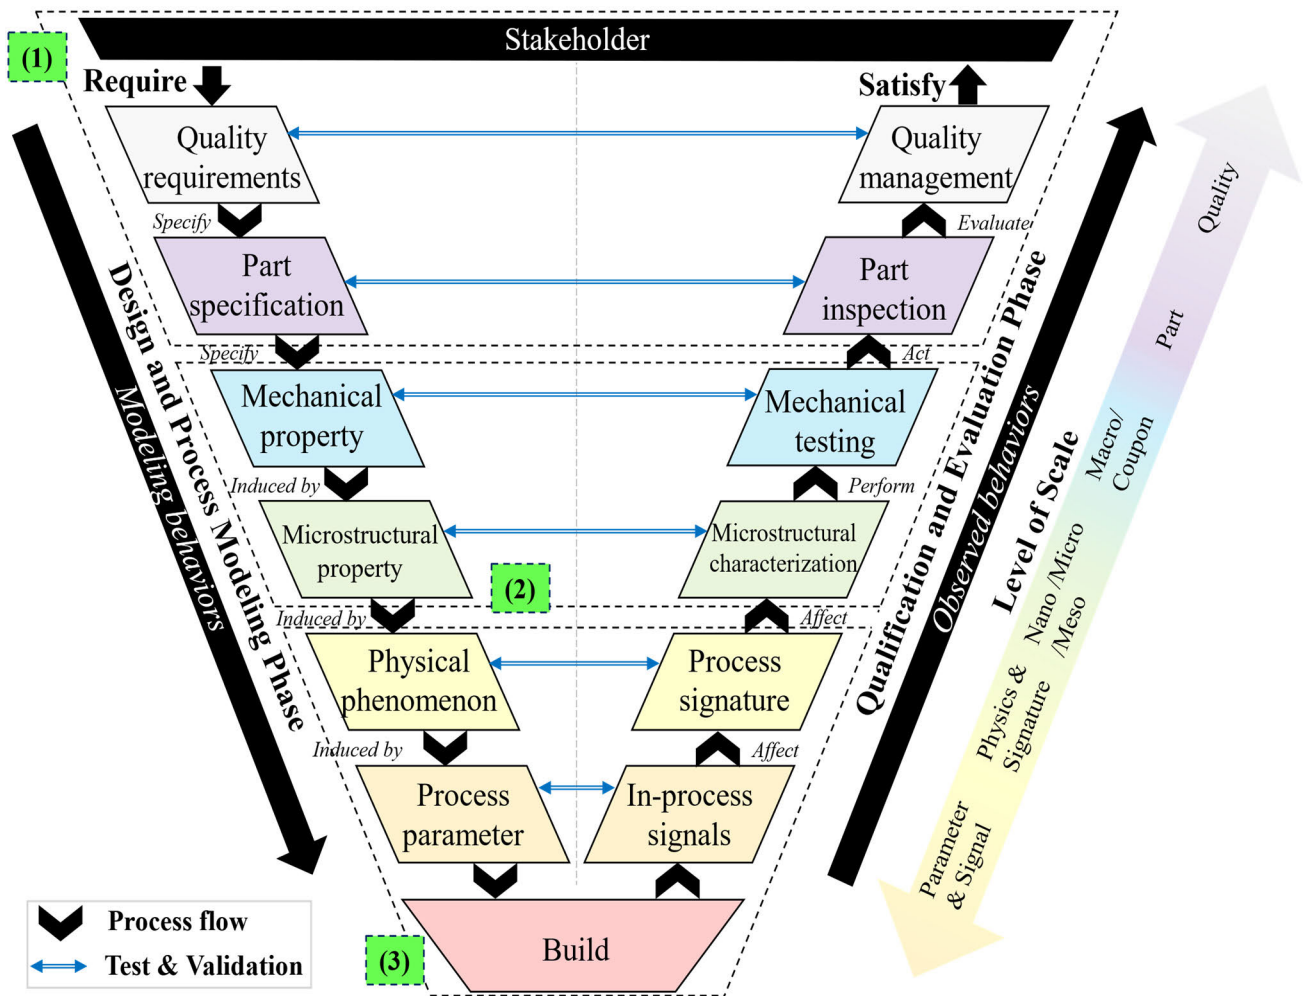 Stakeholder
(1)
Require
Satisfy
Quality
requirements
Quality
management
Specify
Evaluate
Part
specification
Part
inspection
Specify
Act
Mechanical
property
Mechanical
testing
Induced by
Perform
Microstructural
property
Microstructural
characterization
(2)
Induced by
Affect
Physical
phenomenon
Process
signature
Induced by
Affect
Process
parameter
In-process
signals
Build
(3)
Design and Process Modeling Phase
Modeling behaviors
Qualification and Evaluation Phase
Observed behaviors
Level of Scale
Quality
Part
Macro/
Coupon
Nano /Micro
/Meso
Physics &
Signature
Parameter
& Signal
Process flow
Test & Validation